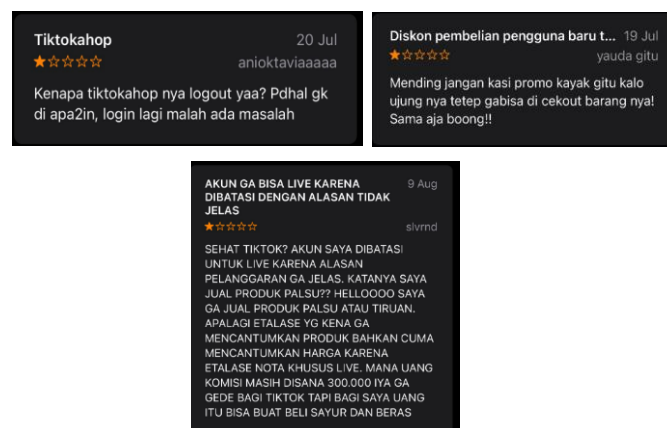 Tiktokahop
20 Jul
anioktaviaaaaa
Kenapa tiktokahop nya logout yaa? Pdhal gk
di apa2in, login lagi malah ada masalah
Diskon pembelian pengguna baru t... 19 Jul
yauda gitu
Mending jangan kasi promo kayak gitu kalo
ujung nya tetep gabisa di cekout barang nya!
Sama aja boong!!
AKUN GA BISA LIVE KARENA
9 Aug
DIBATASI DENGAN ALASAN TIDAK
JELAS
slvrnd
SEHAT TIKTOK? AKUN SAYA DIBATASI
UNTUK LIVE KARENA ALASAN
PELANGGARAN GA JELAS. KATANYA SAYA
JUAL PRODUK PALSU?? HELLOOOO SAYA
GA JUAL PRODUK PALSU ATAU TIRUAN.
APALAGI ETALASE YG KENA GA
MENCANTUMKAN PRODUK BAHKAN CUMA
MENCANTUMKAN HARGA KARENA
ETALASE NOTA KHUSUS LIVE. MANA UANG
KOMISI MASIH DISANA 300.000 IYA GA
GEDE BAGI TIKTOK TAPI BAGI SAYA UANG
ITU BISA BUAT BELI SAYUR DAN BERAS